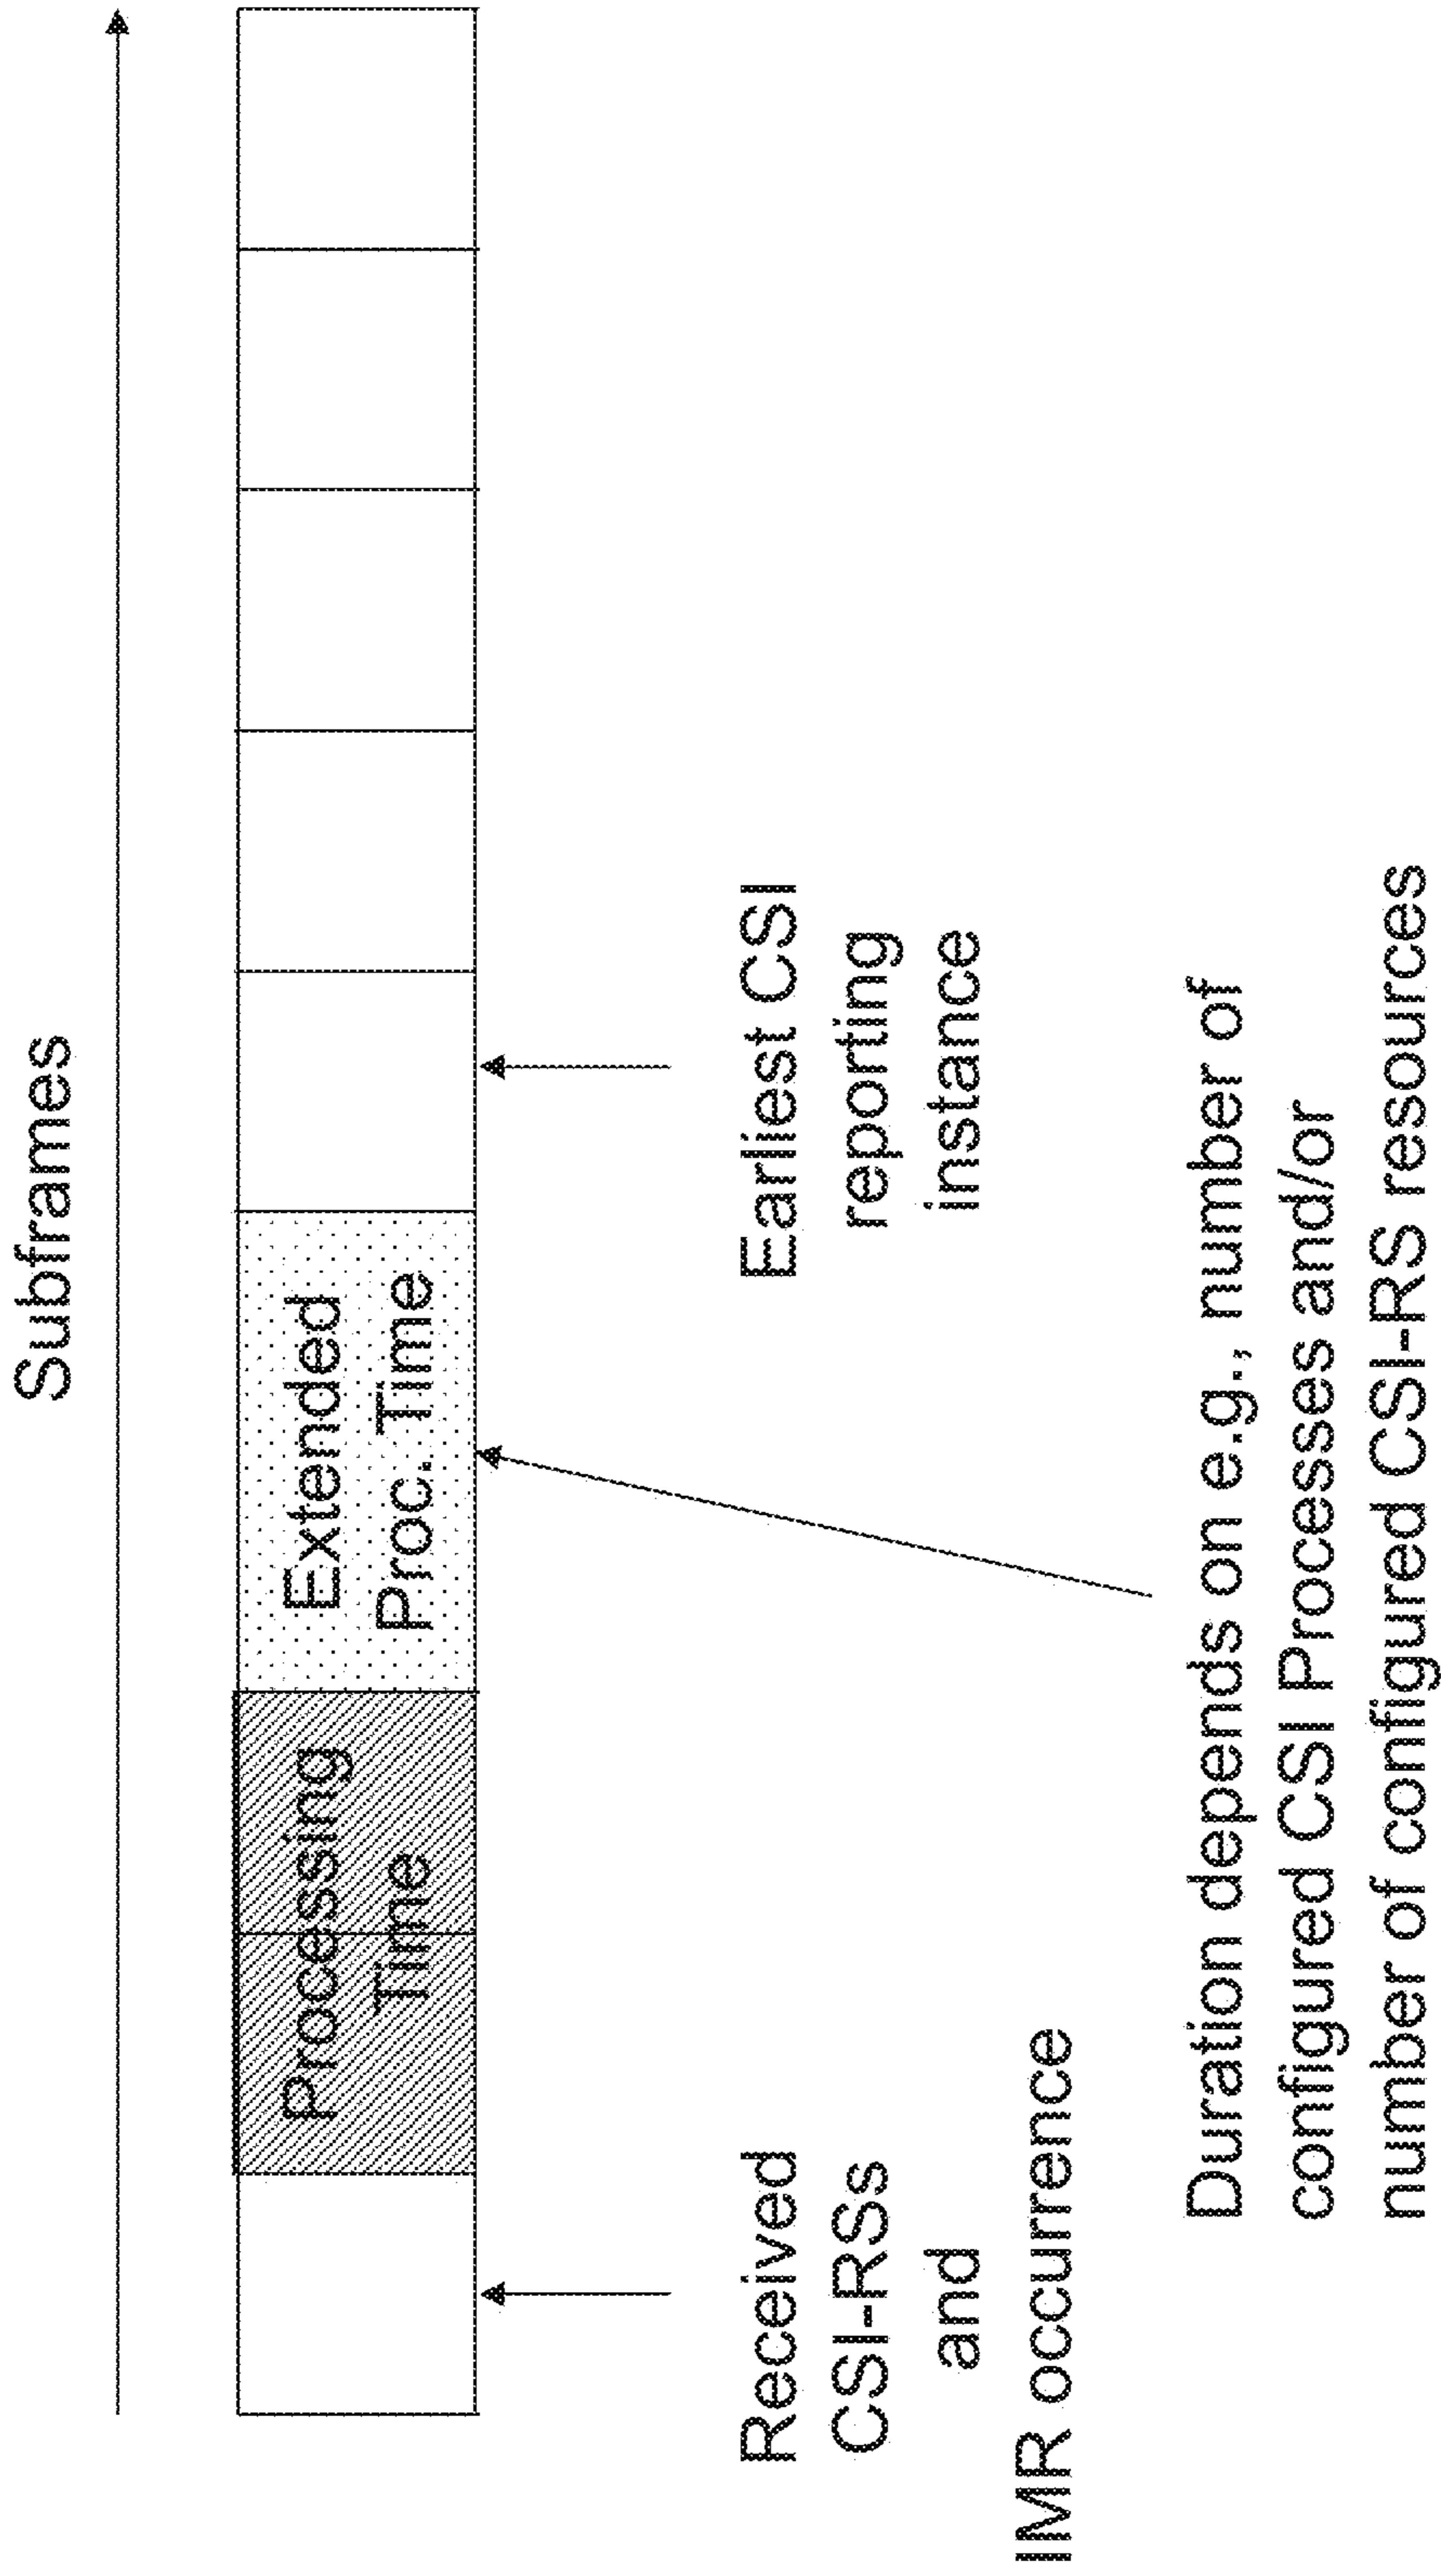 Subframes
Processing
Time
Extended
Proc. Time
Received
CSI-RSs
and
IMR occurrence
Earliest CSI
reporting
instance
Duration depends on e.g., number of
configured CSI Processes and/or
number of configured CSI-RS resources